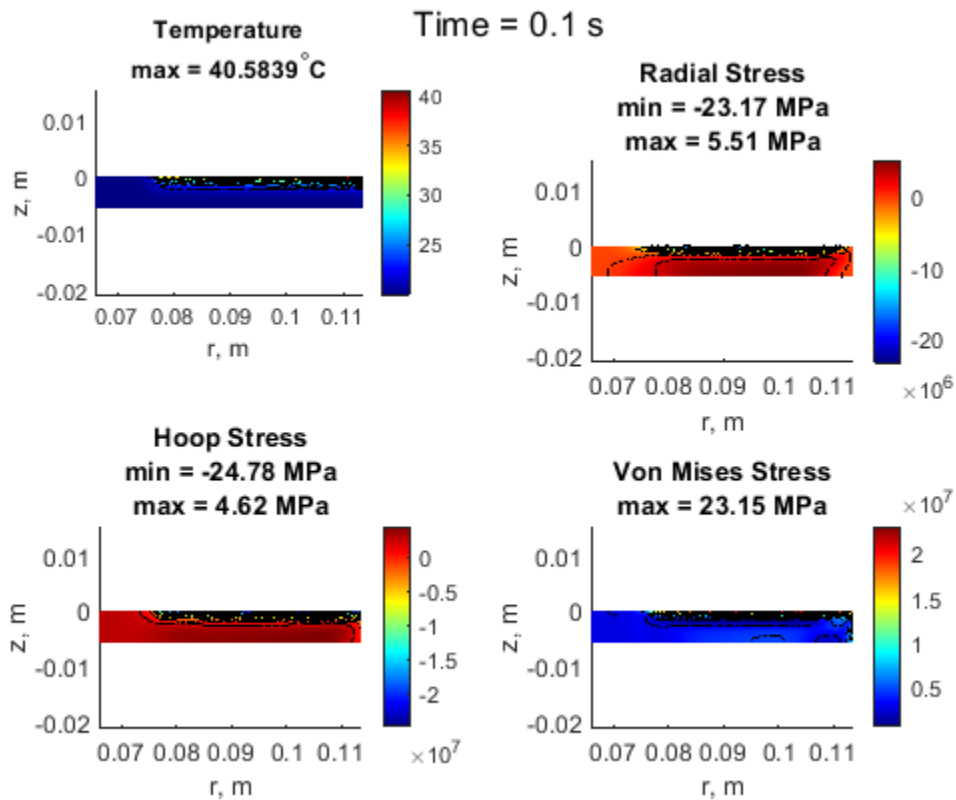 Time = 0.1 s
Temperature
max = 40.5839°C
0.01
0
-0.01
-0.02
z, m
0.07 0.08 0.09 0.1 0.11
r, m
40
35
30
25
Radial Stress
min = -23.17 MPa
max = 5.51 MPa
0.01
0
-0.01
-0.02
z, m
0.07 0.08 0.09 0.1 0.11
r, m
0
-10
-20
×10^6
Hoop Stress
min = -24.78 MPa
max = 4.62 MPa
0.01
0
-0.01
-0.02
z, m
0.07 0.08 0.09 0.1 0.11
r, m
0
-0.5
-1
-1.5
-2
×10^7
Von Mises Stress
max = 23.15 MPa
0.01
0
-0.01
-0.02
z, m
0.07 0.08 0.09 0.1 0.11
r, m
×10^7
2
1.5
1
0.5